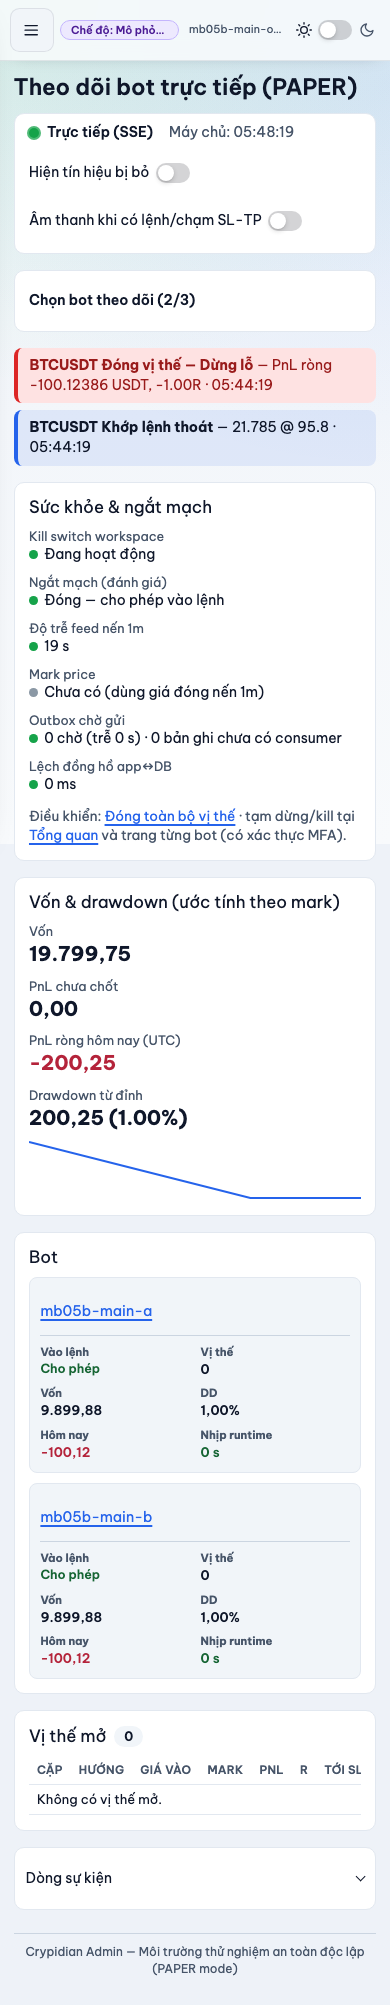 Chế độ: Mô phỏ...
mb05b-main-o...
Theo dõi bot trực tiếp (PAPER)
Trực tiếp (SSE) Máy chủ: 05:48:19
Hiện tín hiệu bị bỏ
Âm thanh khi có lệnh/chạm SL-TP
Chọn bot theo dõi (2/3)
BTCUSDT Đóng vị thế — Dừng lỗ — PnL ròng
-100.12386 USDT, -1.00R · 05:44:19
BTCUSDT Khớp lệnh thoát — 21.785 @ 95.8 ·
05:44:19
Sức khỏe & ngắt mạch
Kill switch workspace
Đang hoạt động
Ngắt mạch (đánh giá)
Đóng — cho phép vào lệnh
Độ trễ feed nến 1m
19 s
Mark price
Chưa có (dùng giá đóng nến 1m)
Outbox chờ gửi
0 chờ (trễ 0 s) · 0 bản ghi chưa có consumer
Lệch đồng hồ app↔DB
0 ms
Điều khiển: Đóng toàn bộ vị thế · tạm dừng/kill tại
Tổng quan và trang từng bot (có xác thực MFA).
Vốn & drawdown (ước tính theo mark)
Vốn
19.799,75
PnL chưa chốt
0,00
PnL ròng hôm nay (UTC)
-200,25
Drawdown từ đỉnh
200,25 (1.00%)
Bot
mb05b-main-a
Vào lệnh Vị thế
Cho phép 0
Vốn DD
9.899,88 1,00%
Hôm nay Nhịp runtime
-100,12 0 s
mb05b-main-b
Vào lệnh Vị thế
Cho phép 0
Vốn DD
9.899,88 1,00%
Hôm nay Nhịp runtime
-100,12 0 s
Vị thế mở 0
CẶP HƯỚNG GIÁ VÀO MARK PNL R TỚI SL
Không có vị thế mở.
Dòng sự kiện
Crypidian Admin — Môi trường thử nghiệm an toàn độc lập
(PAPER mode)